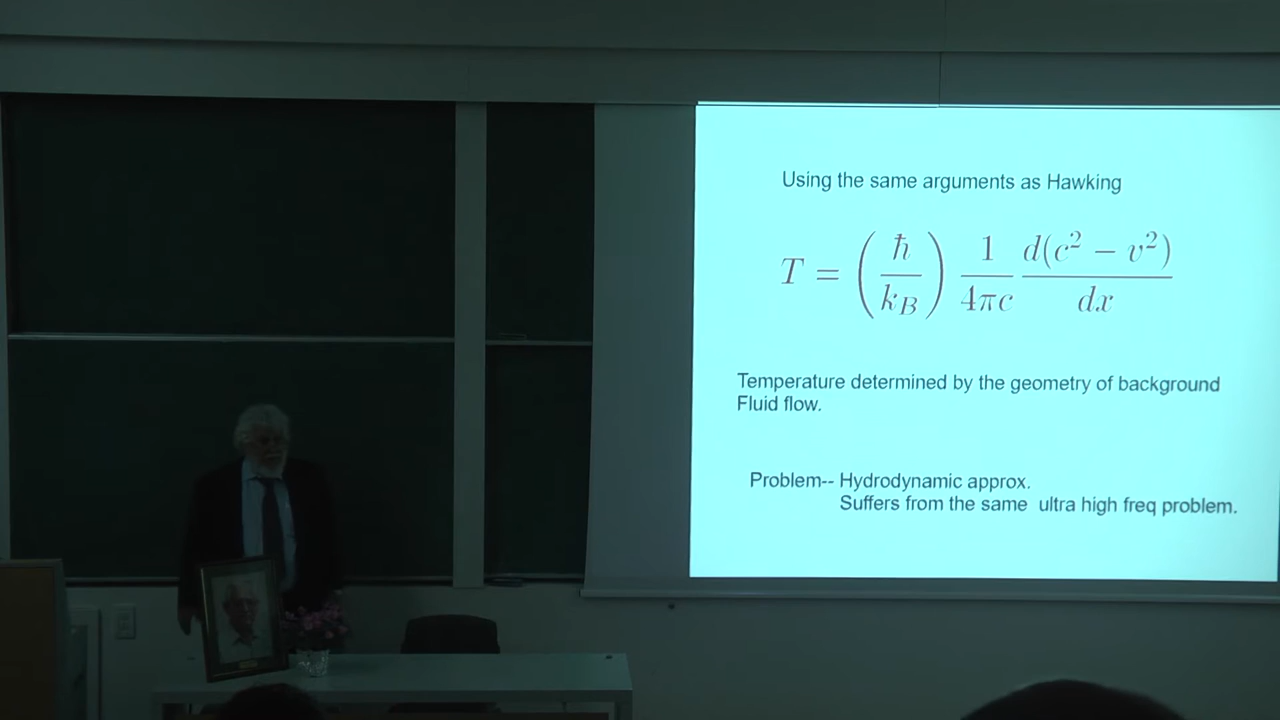 Using the same arguments as Hawking
T = (ħ/k_B) 1/(4πc) d(c² − v²)/dx
Temperature determined by the geometry of background
Fluid flow.
Problem-- Hydrodynamic approx.
Suffers from the same ultra high freq problem.